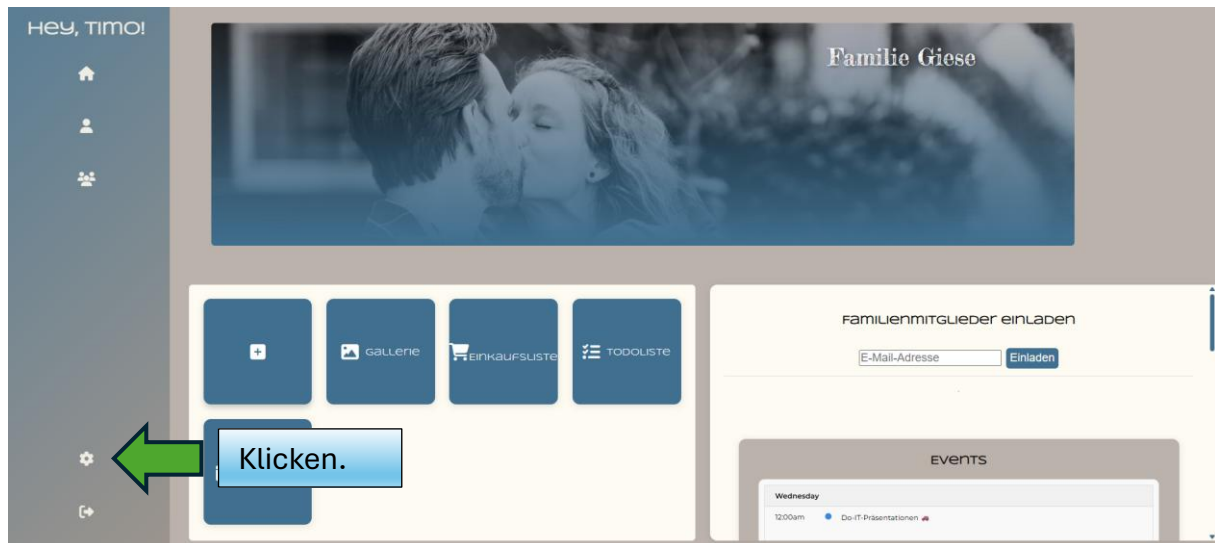 Hey, Timo!
Familie Giese
Gallerie
Einkaufsliste
Todoliste
Klicken.
Familienmitglieder einladen
E-Mail-Adresse
Einladen
Events
Wednesday
12:00am Do-IT-Präsentationen 🚗